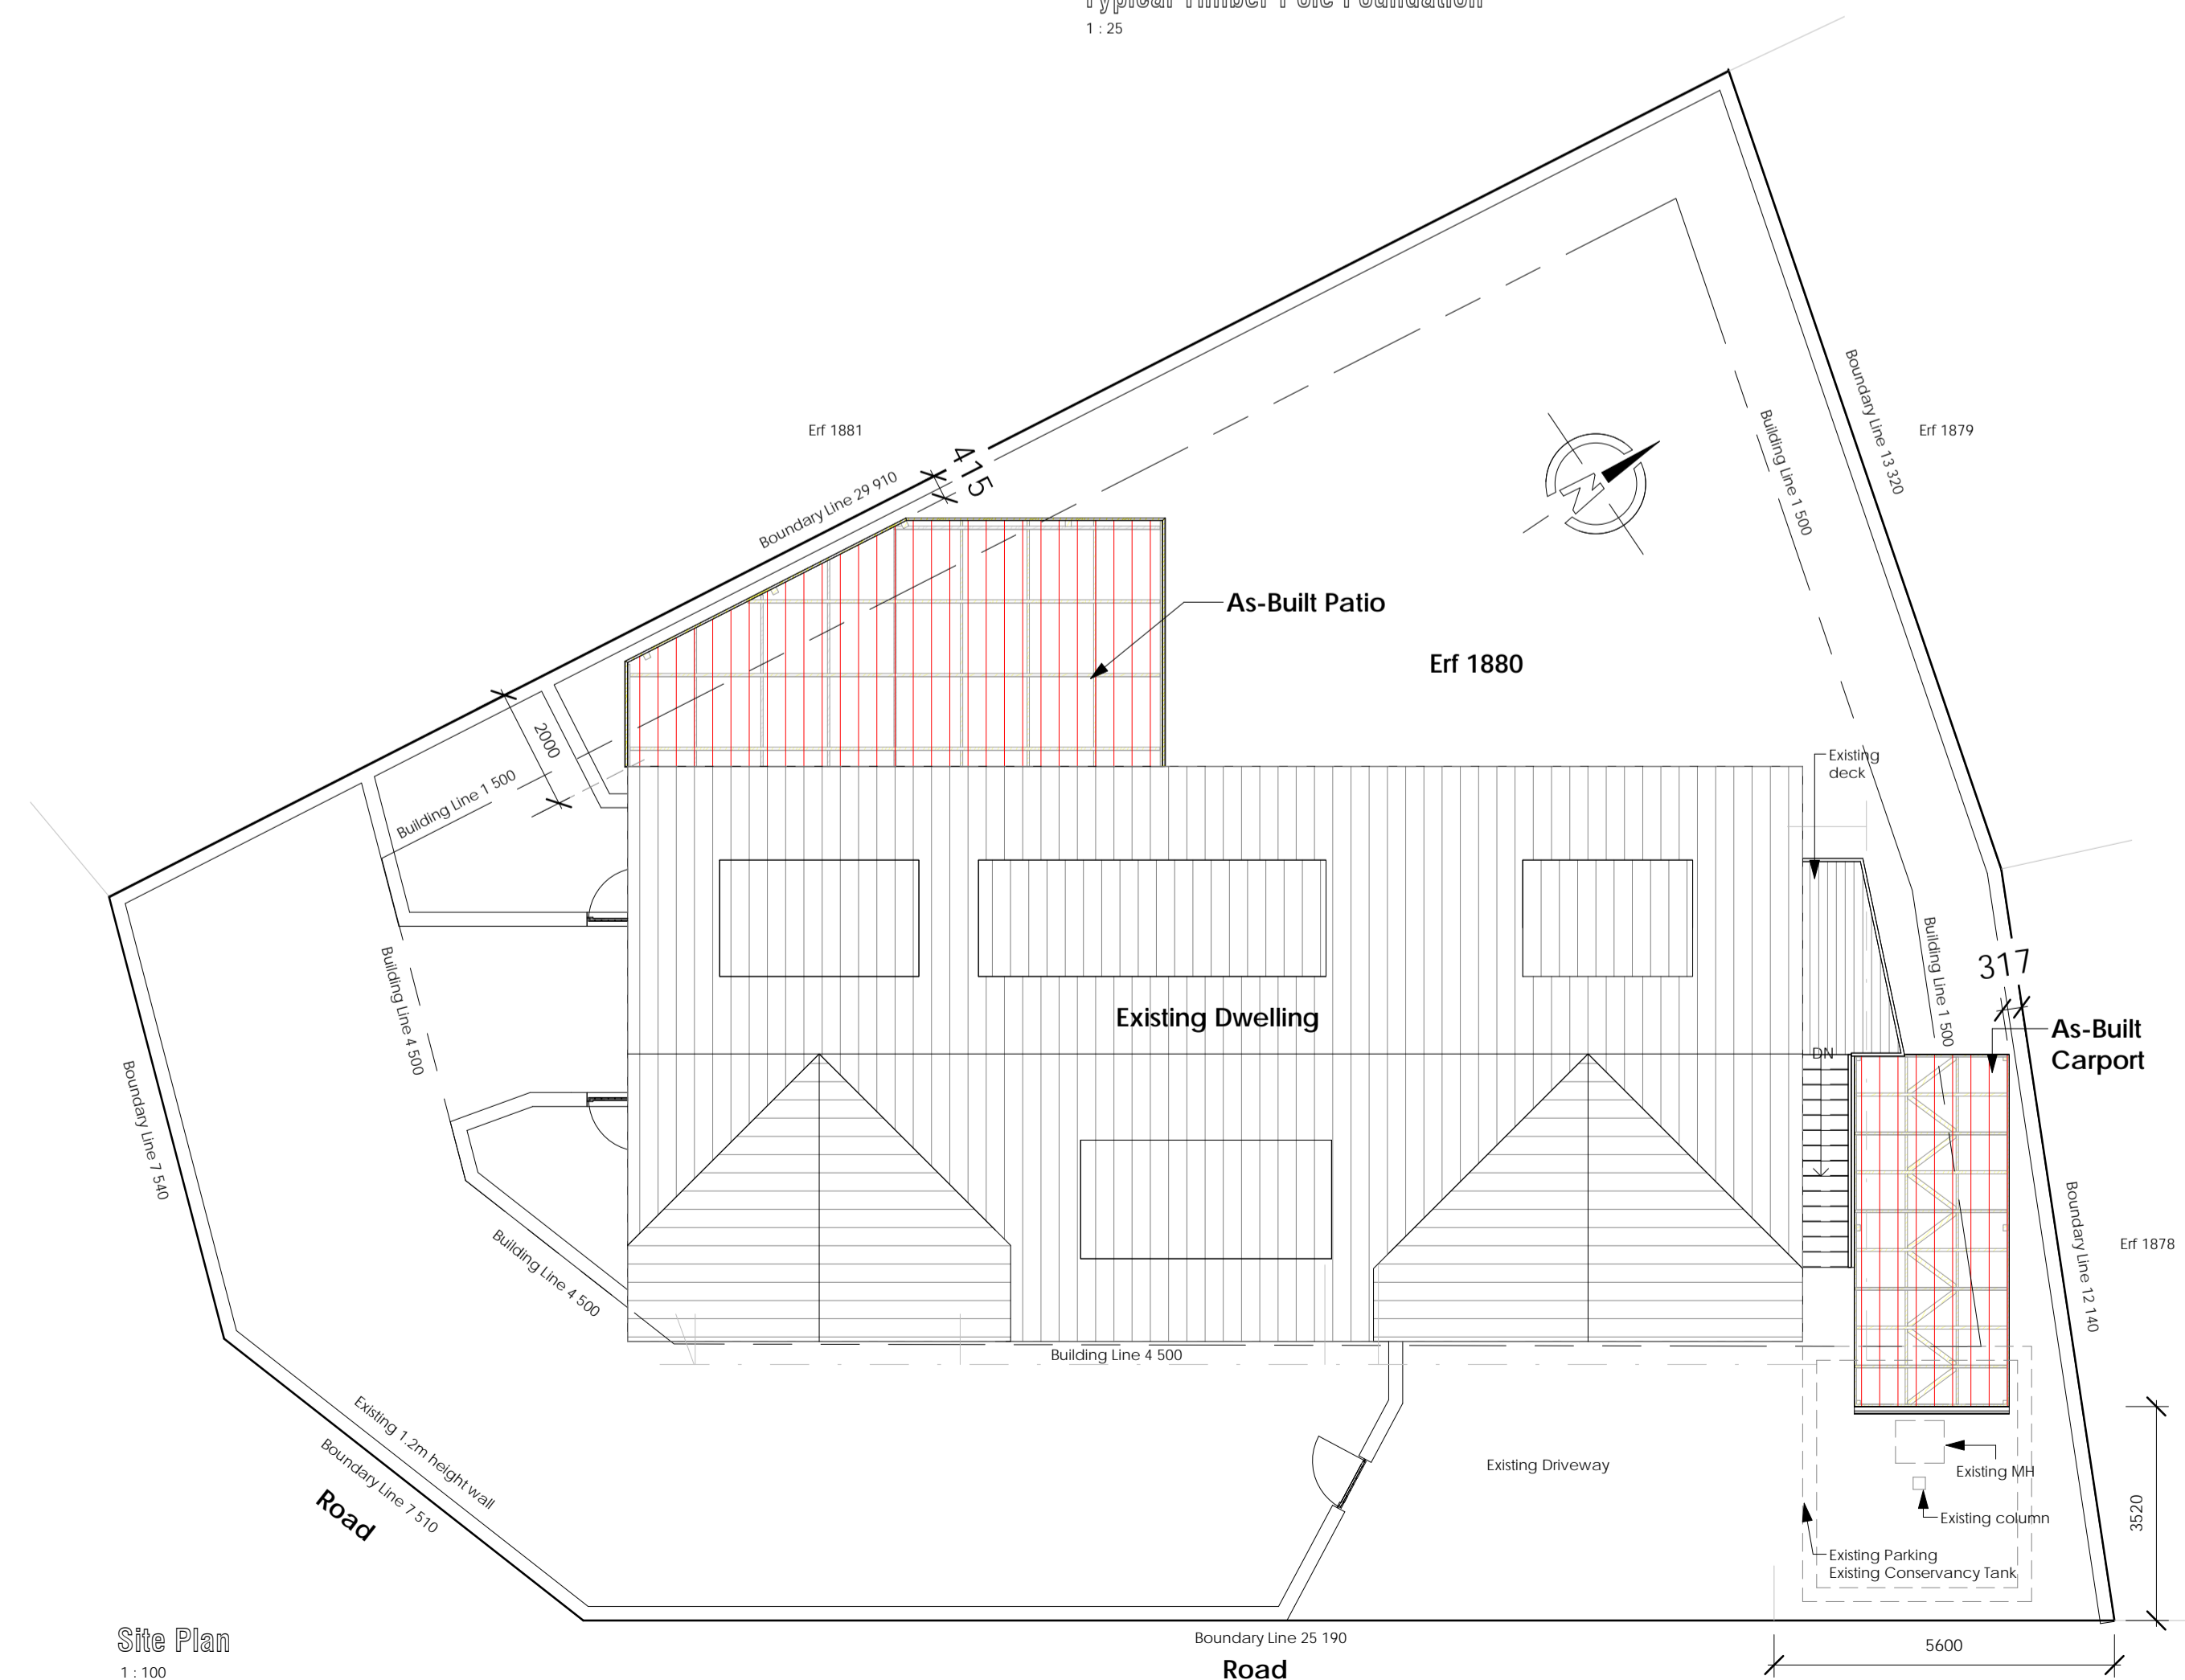 Typical Timber Pole Foundation
1 : 25
Erf 1881
415
Boundary Line 29 910
Boundary Line 13 320
Erf 1879
Building Line 1 500
N
As-Built Patio
Erf 1880
2000
Building Line 1 500
Existing
deck
Building Line 4 500
Building Line 1 500
317
Existing Dwelling
As-Built
Carport
DN
Boundary Line 7 540
Boundary Line 12 140
Erf 1878
Building Line 4 500
Building Line 4 500
Existing 1.2m height wall
Boundary Line 7 510
Road
Existing Driveway
Existing MH
Existing column
3520
Existing Parking
Existing Conservancy Tank
Site Plan
1 : 100
Boundary Line 25 190
Road
5600